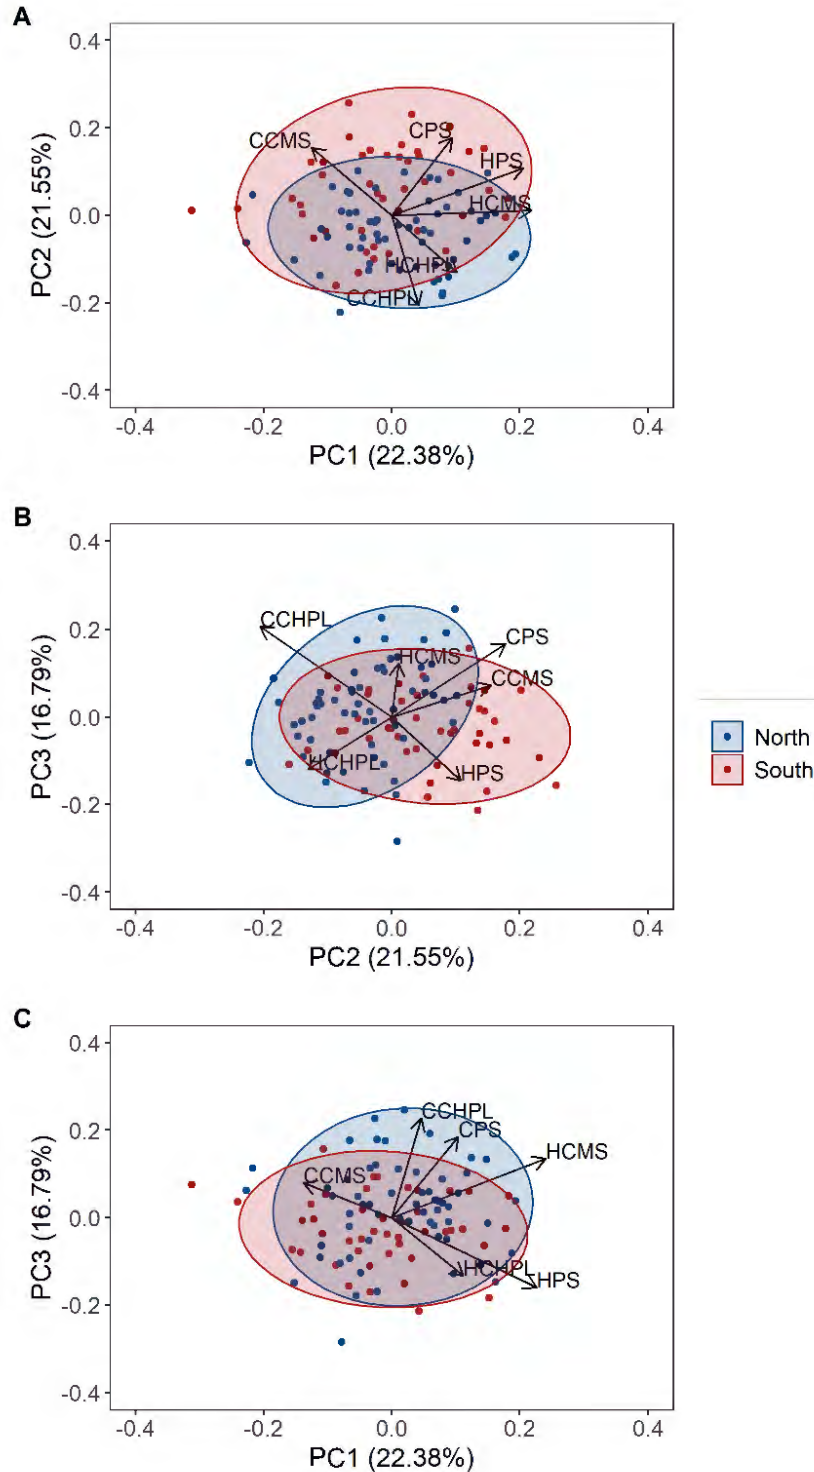 A
0.4
0.2
0.0
-0.2
-0.4
PC2 (21.55%)
CCMS
CPS
HPS
HCMS
HCHPL
CCHPL
-0.4 -0.2 0.0 0.2 0.4
PC1 (22.38%)
B
0.4
0.2
0.0
-0.2
-0.4
PC3 (16.79%)
CCHPL
CPS
HCMS
CCMS
HCHPL
HPS
-0.4 -0.2 0.0 0.2 0.4
PC2 (21.55%)
North
South
C
0.4
0.2
0.0
-0.2
-0.4
PC3 (16.79%)
CCHPL
CPS
HCMS
CCMS
HCHPL
HPS
-0.4 -0.2 0.0 0.2 0.4
PC1 (22.38%)